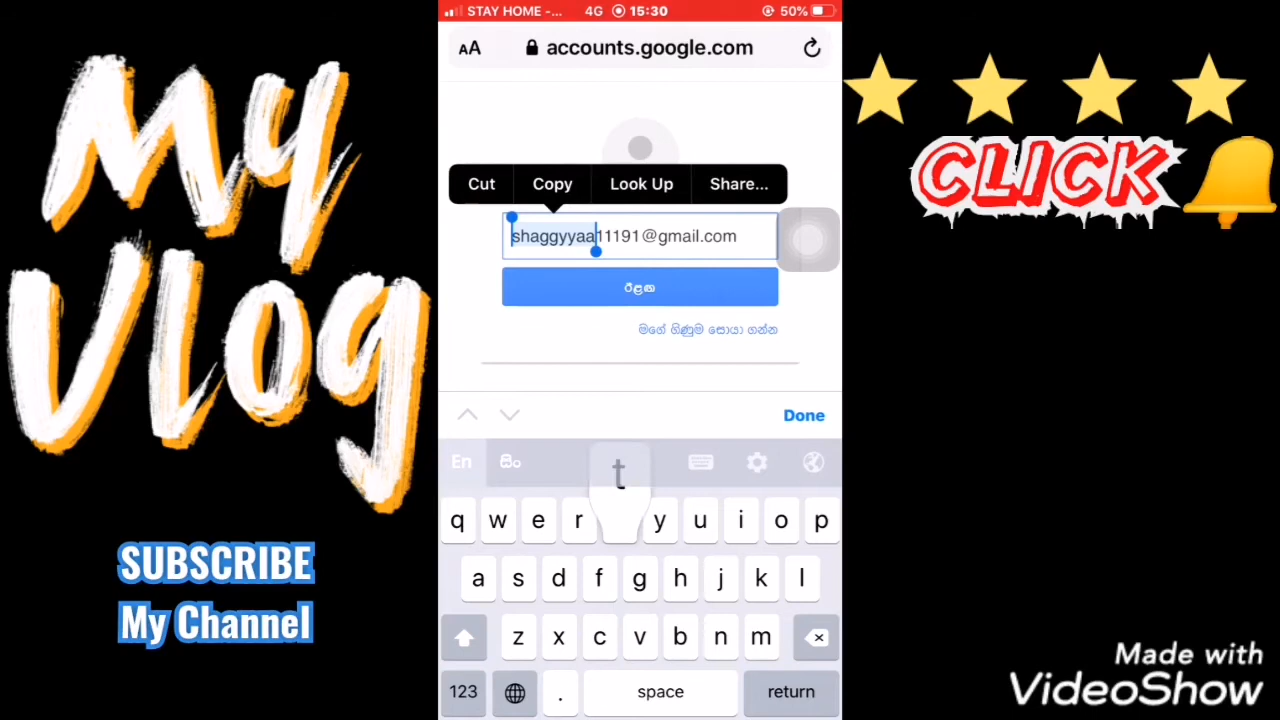 My
Vlog
SUBSCRIBE
My Channel
STAY HOME -... 4G 15:30 50%
AA accounts.google.com
Cut Copy Look Up Share...
shaggyyaa11191@gmail.com
ඊළඟ
මගේ ගිණුම සොයා ගන්න
Done
En සිං
t
q w e r y u i o p
a s d f g h j k l
z x c v b n m
123 . space return
CLICK
Made with
VideoShow